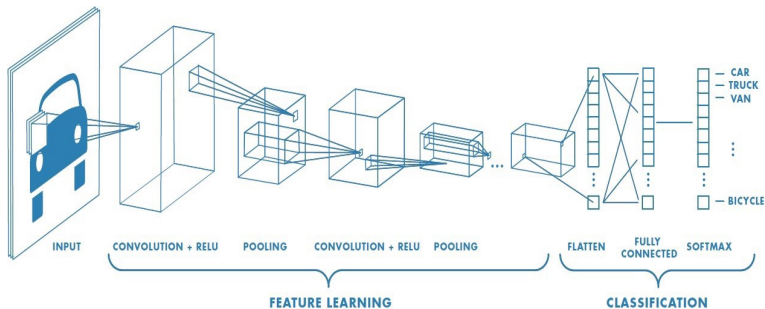 CAR
TRUCK
VAN
BICYCLE
INPUT
CONVOLUTION + RELU
POOLING
CONVOLUTION + RELU
POOLING
FLATTEN
FULLY
CONNECTED
SOFTMAX
FEATURE LEARNING
CLASSIFICATION